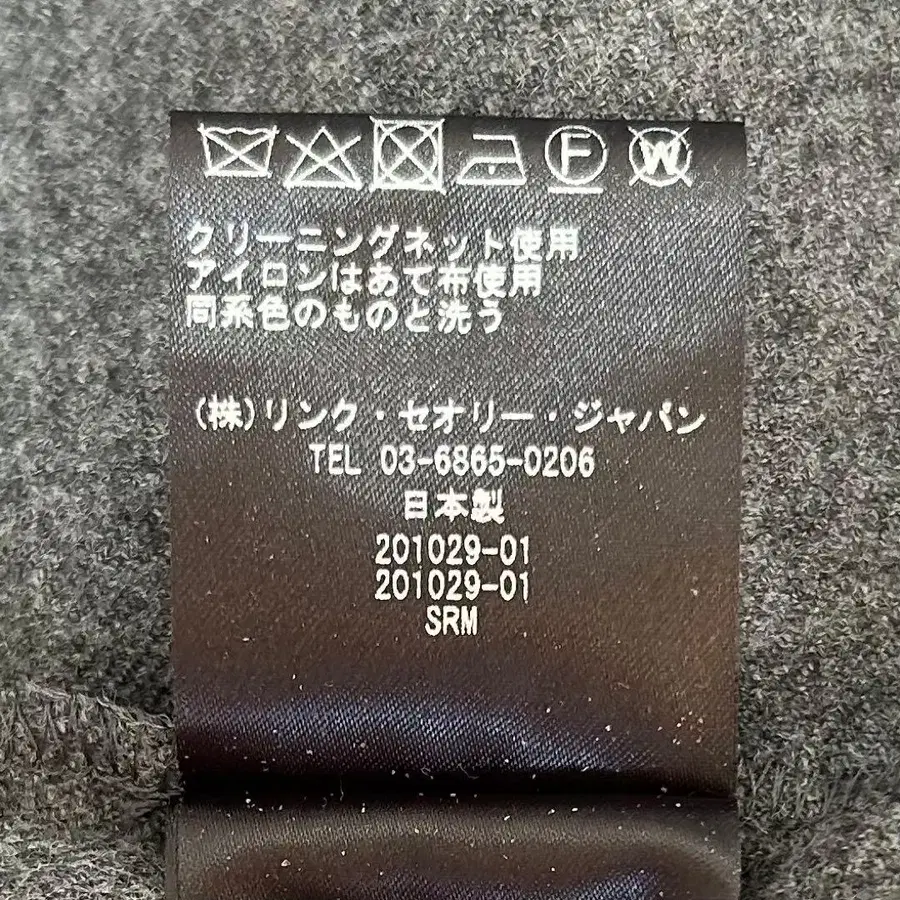 F W
クリーニングネット使用
アイロンはあて布使用
同系色のものと洗う
(株)リンク・セオリー・ジャパン
TEL 03-6865-0206
日本製
201029-01
201029-01
SRM